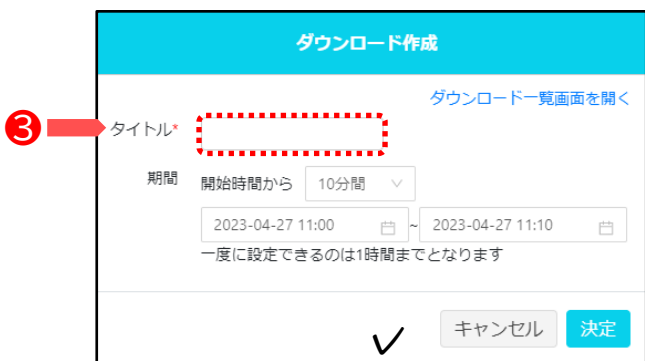 ダウンロード作成
ダウンロード一覧画面を開く
3 タイトル*
期間 開始時間から 10分間
2023-04-27 11:00 ~ 2023-04-27 11:10
一度に設定できるのは1時間までとなります
キャンセル 決定